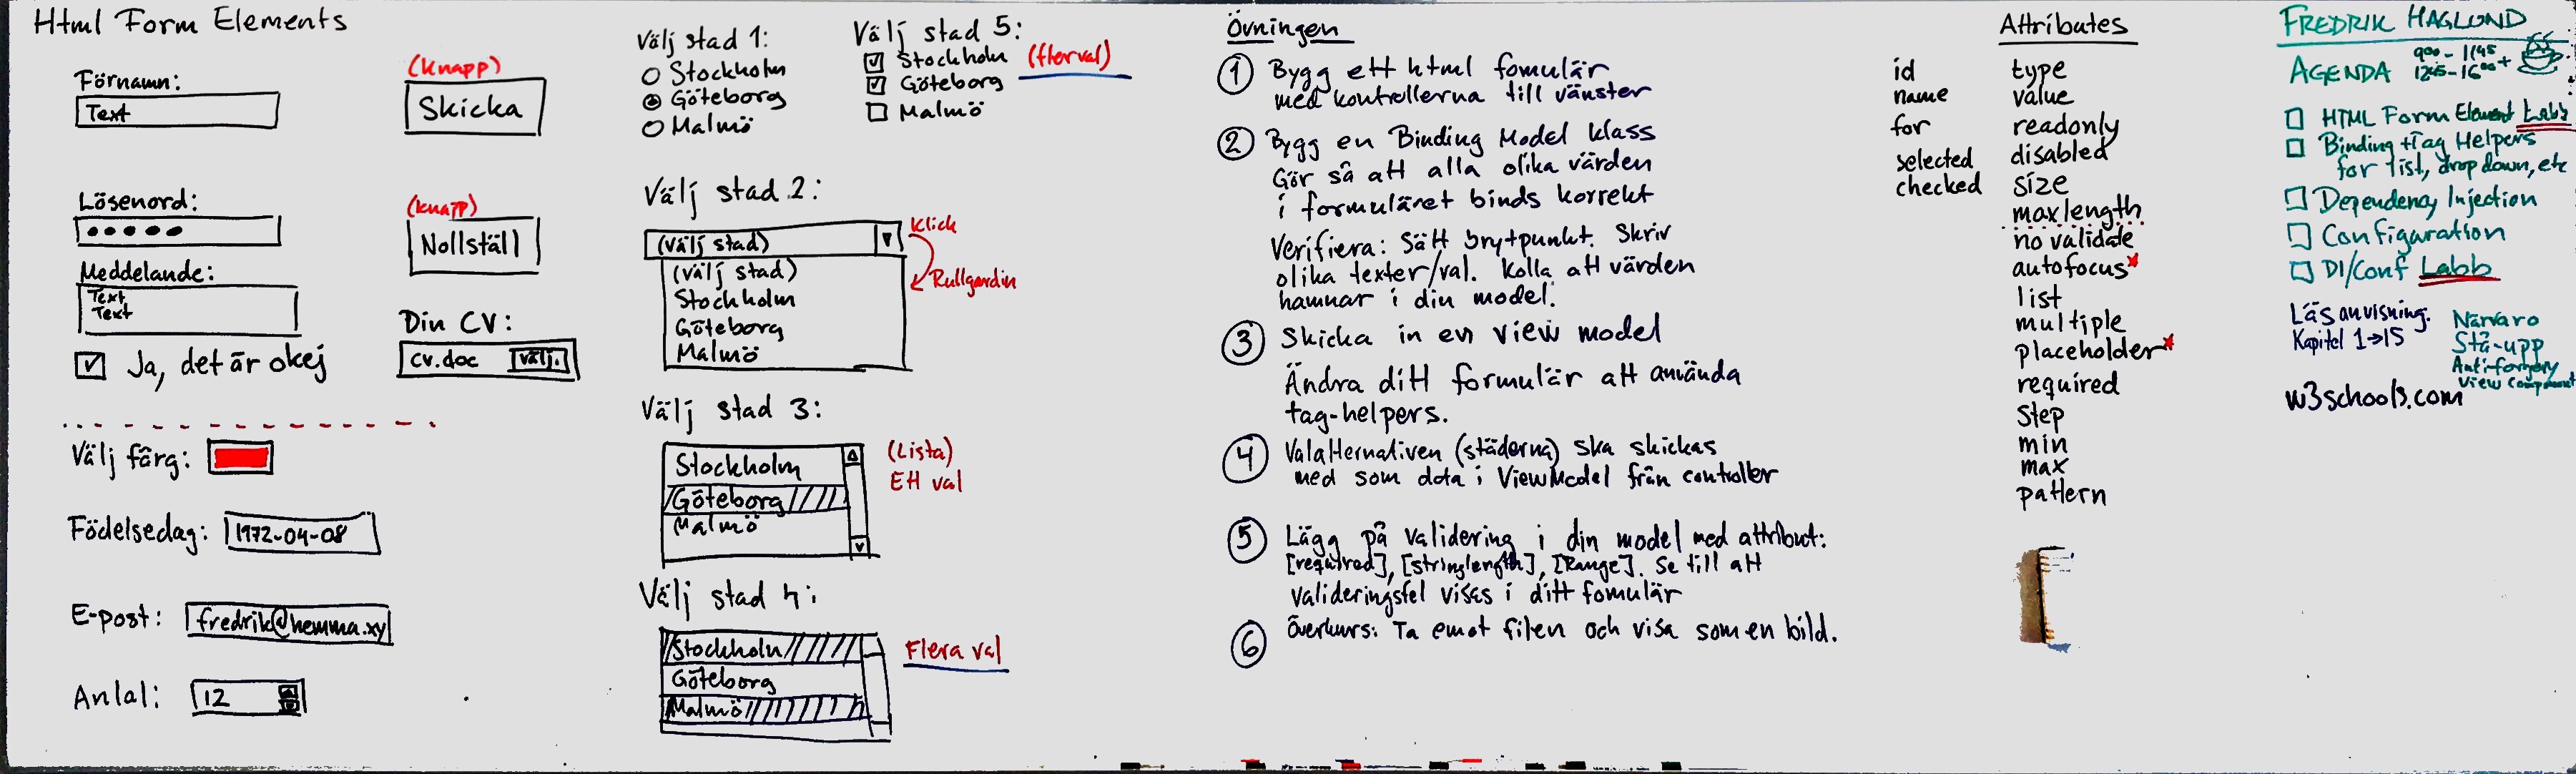 Html Form Elements
Förnamn:
Text
(knapp)
Skicka
Lösenord:
(knapp)
Nollställ
Meddelande:
Text
Text
Ja, det är okej
Din CV:
cv.doc
välj.
Välj färg:
Födelsedag:
1972-04-08
E-post:
fredrik@hemma.xy
Antal:
12
Välj stad 1:
Stockholm
Göteborg
Malmö
Välj stad 5:
Stockholm
(flerval)
Göteborg
Malmö
Välj stad 2:
(välj stad)
Klick
Rullgardin
(välj stad)
Stockholm
Göteborg
Malmö
Välj stad 3:
Stockholm
Göteborg
Malmö
(Lista)
Ett val
Välj stad 4:
Stockholm
Göteborg
Malmö
Flera val
Övningen
1 Bygg ett html fomulär
med kontrollerna till vänster
2 Bygg en Binding Model klass
Gör så att alla olika värden
i formuläret binds korrekt
Verifiera: Sätt brytpunkt. Skriv
olika texter/val. Kolla att värden
hamnar i din model.
3 Skicka in en view model
Ändra ditt formulär att använda
tag-helpers.
4 Valalternativen (städerna) ska skickas
med som data i ViewModel från controller
5 Lägg på validering i din model med attribut:
[required], [stringlength], [Range]. Se till att
valideringsfel visas i ditt fomulär
6 Överkurs: Ta emot filen och visa som en bild.
Attributes
id
name
for
selected
checked
type
value
readonly
disabled
size
maxlength
no validate
autofocus*
list
multiple
placeholder*
required
step
min
max
pattern
FREDRIK HAGLUND
AGENDA
9⁰⁰ - 11⁴⁵
12⁴⁵ - 16⁰⁰ +
HTML Form Element Labb
Binding + Tag Helpers
for list, drop down, etc
Dependency Injection
Configaration
DI/Conf Labb
Läsanvisning.
Kapitel 1→15
Närvaro
Stå-upp
Anti-forgery
View Component
w3schools.com